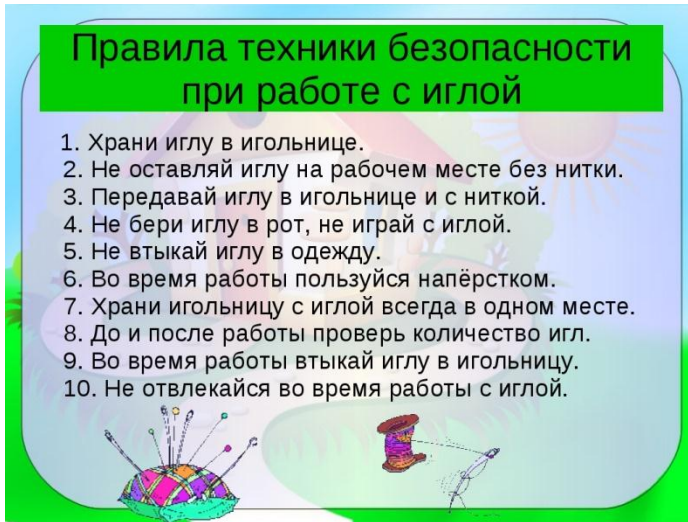 Правила техники безопасности
при работе с иглой
1. Храни иглу в игольнице.
2. Не оставляй иглу на рабочем месте без нитки.
3. Передавай иглу в игольнице и с ниткой.
4. Не бери иглу в рот, не играй с иглой.
5. Не втыкай иглу в одежду.
6. Во время работы пользуйся напёрстком.
7. Храни игольницу с иглой всегда в одном месте.
8. До и после работы проверь количество игл.
9. Во время работы втыкай иглу в игольницу.
10. Не отвлекайся во время работы с иглой.